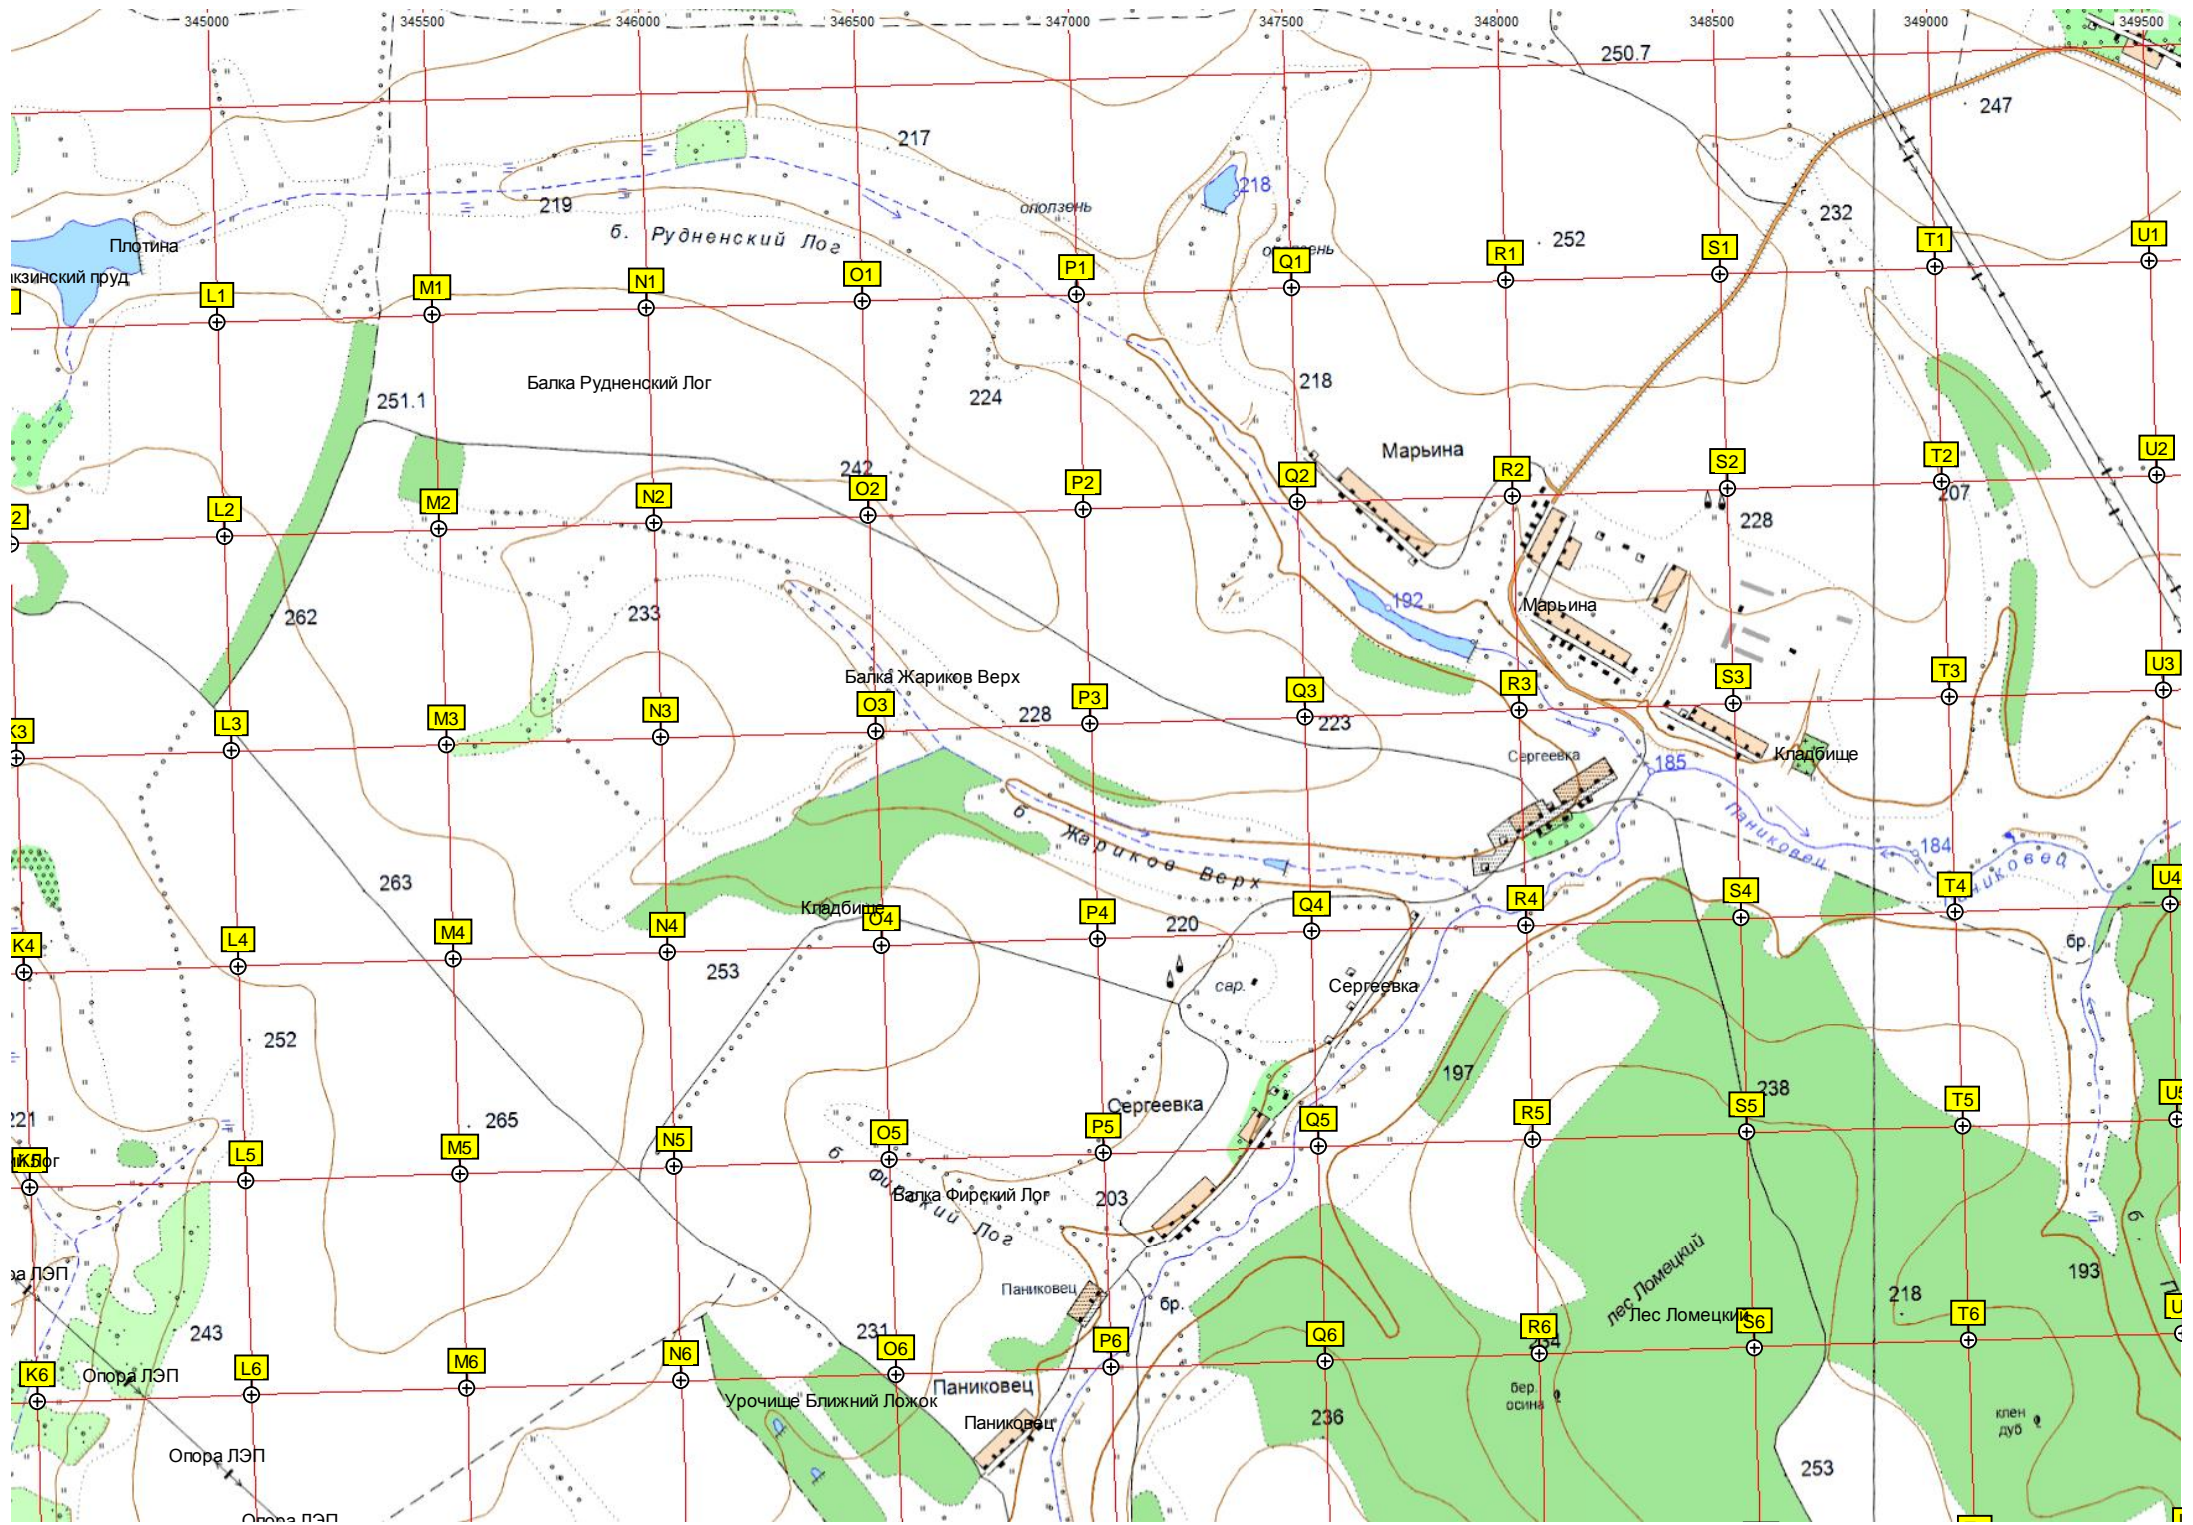 345000 345500 346000 346500 347000 347500 348000 348500 349000 349500
250.7
247
217
218
219
232
оползень
б. Рудненский Лог
252
Плотина
L1 M1 N1 O1 P1 Q1 R1 S1 T1 U1
Балка Рудненский Лог
251.1
224
218
Марьина
242
L2 M2 N2 O2 P2 Q2 R2 S2 T2 U2
207
228
192
Марьина
262
233
Балка Жариков Верх
L3 M3 N3 O3 P3 Q3 R3 S3 T3 U3
228
223
Сергеевка
Кладбище
185
б. Жариков Верх
Паниковец
184
263
Кладбище
K4 L4 M4 N4 O4 P4 Q4 R4 S4 T4 U4
220
253
бр.
сар.
Сергеевка
252
197
238
265
Сергеевка
221
K5 L5 M5 N5 O5 P5 Q5 R5 S5 T5
б. Фирский Лог
Балка Фирский Лог
203
193
лес Ломецкий
Паниковец
бр.
218
Лес Ломецкий
243
231
234
K6 L6 M6 N6 O6 P6 Q6 R6 S6 T6
Опора ЛЭП
Паниковец
Урочище Ближний Ложок
Паниковец
236
бер.
осина
клен
дуб
Опора ЛЭП
253
Опора ЛЭП